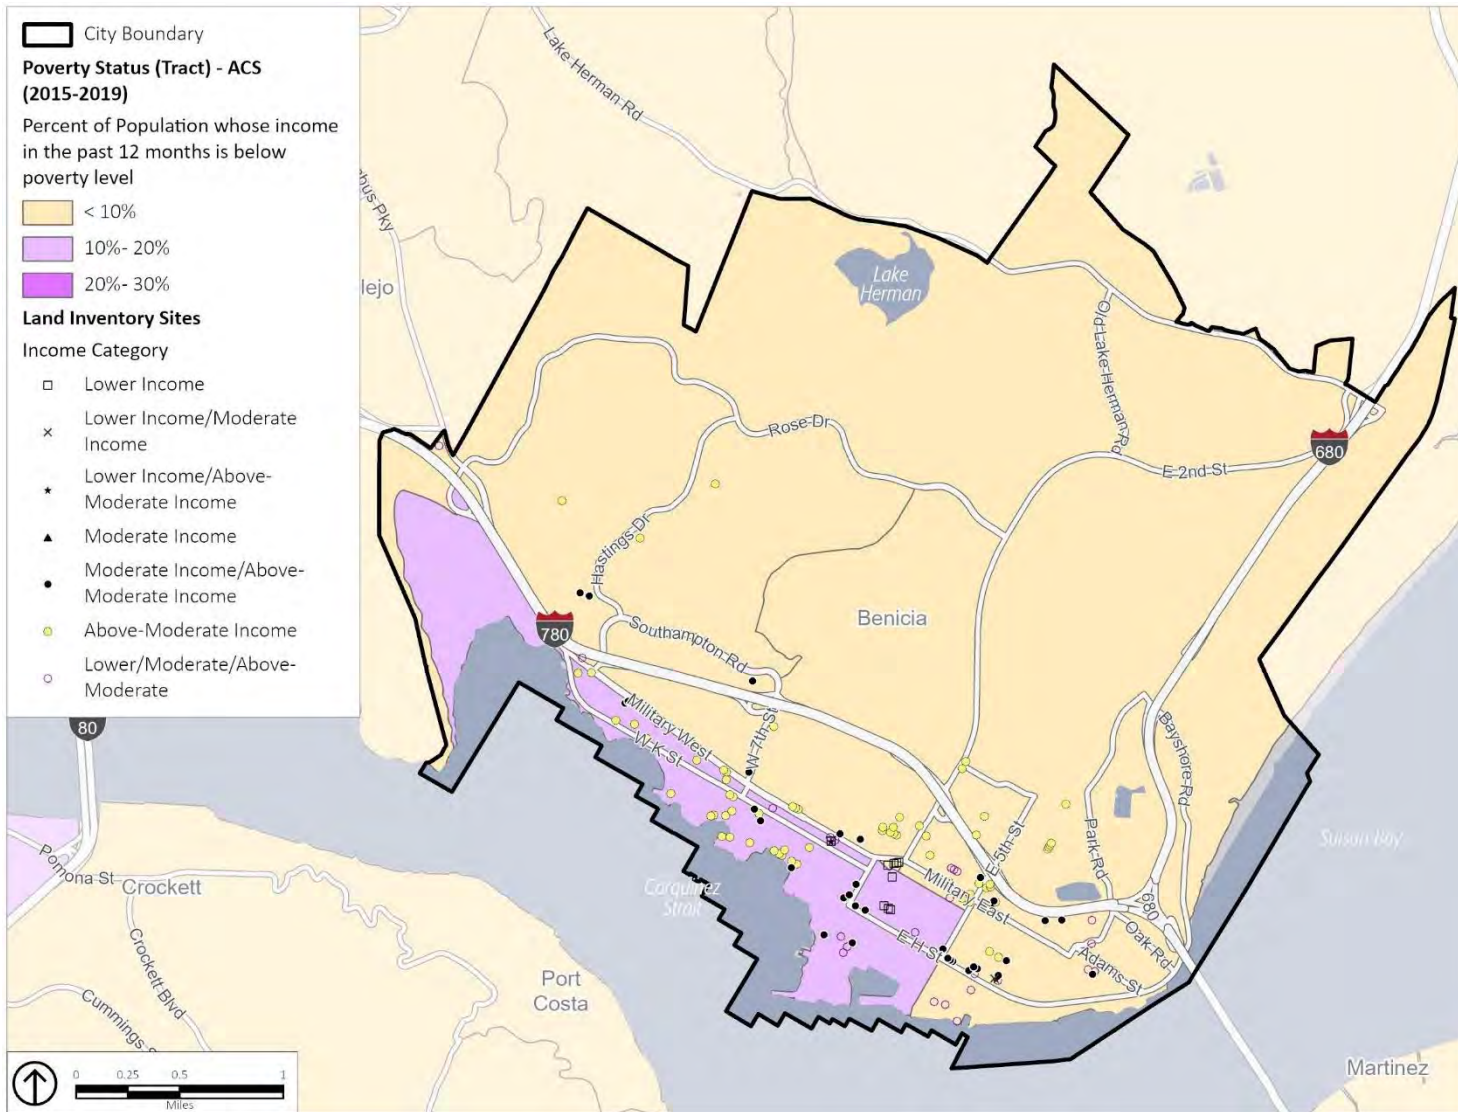 City Boundary
Poverty Status (Tract) - ACS
(2015-2019)
Percent of Population whose income
in the past 12 months is below
poverty level
< 10%
10%- 20%
20%- 30%
Land Inventory Sites
Income Category
Lower Income
Lower Income/Moderate
Income
Lower Income/Above-
Moderate Income
Moderate Income
Moderate Income/Above-
Moderate Income
Above-Moderate Income
Lower/Moderate/Above-
Moderate
Lake Herman Rd
bus Pky
lejo
Lake
Herman
Old Lake Herman Rd
Rose Dr
E 2nd St
680
Hastings Dr
Benicia
780
Southampton Rd
Military West
W K St
W 7th St
Bayshore Rd
80
Park Rd
E 5th St
Suisun Bay
Pomona St
Crockett
Carquinez
Strait
Military East
680
Oak Rd
E H St
Adams St
Crockett Blvd
Port
Costa
Cummings S
Martinez
0 0.25 0.5 1
Miles